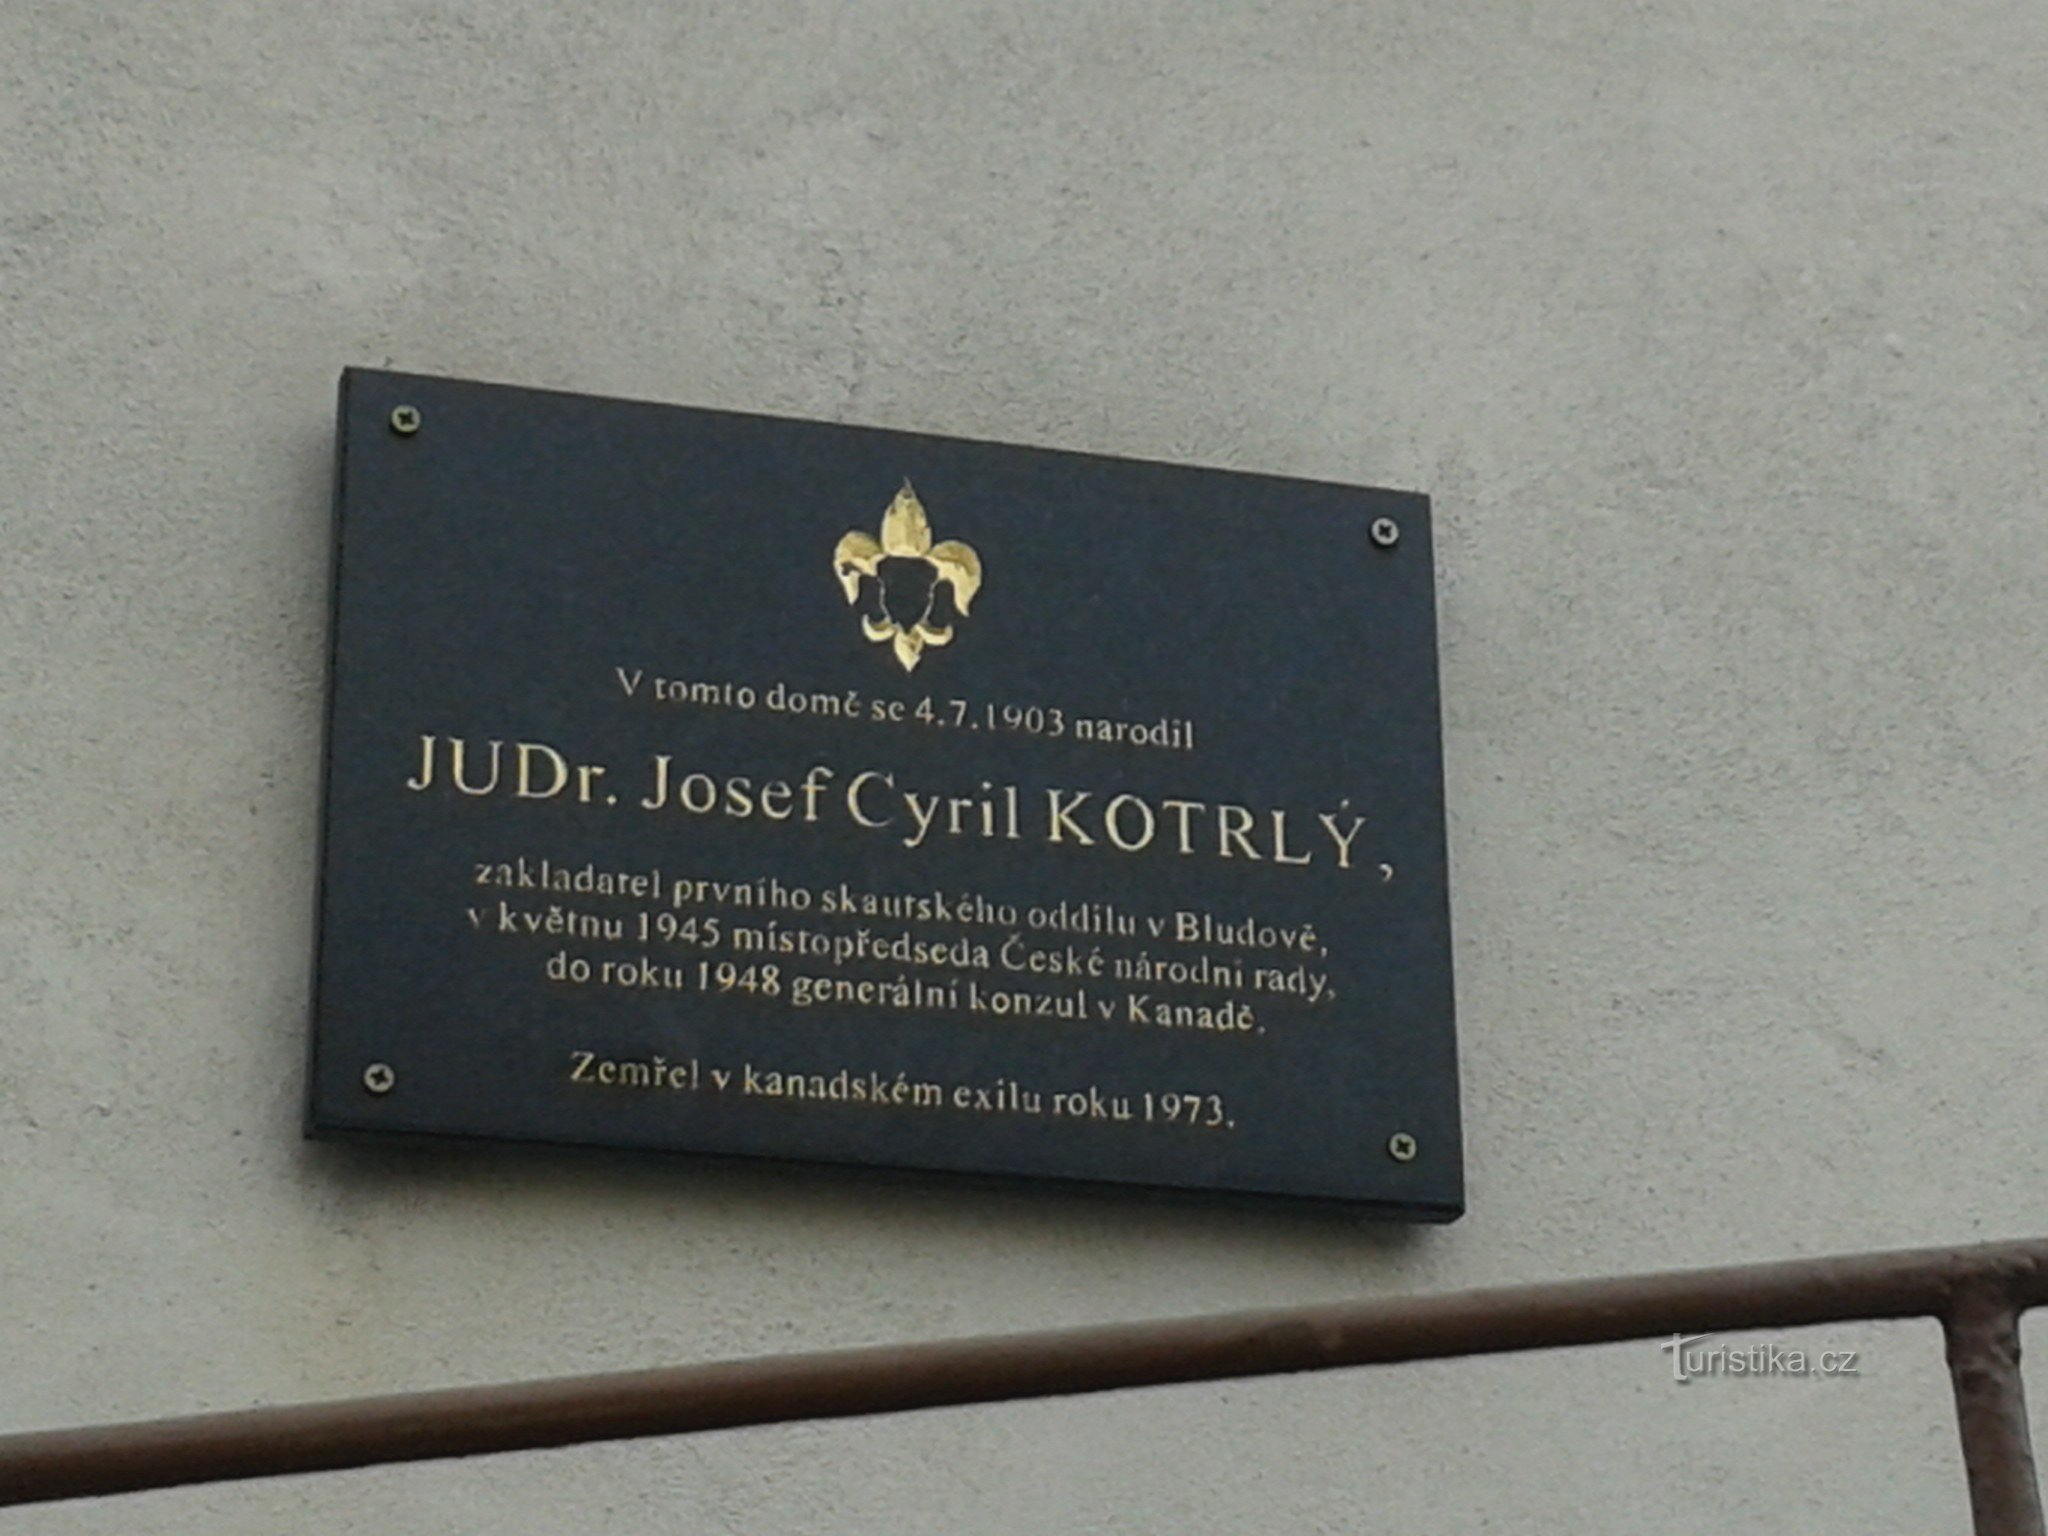 V tomto domě se 4.7.1903 narodil
JUDr. Josef Cyril KOTRLÝ,
zakladatel prvního skautského oddílu v Bludově,
v květnu 1945 místopředseda České národní rady,
do roku 1948 generální konzul v Kanadě.
Zemřel v kanadském exilu roku 1973.
Turistika.cz